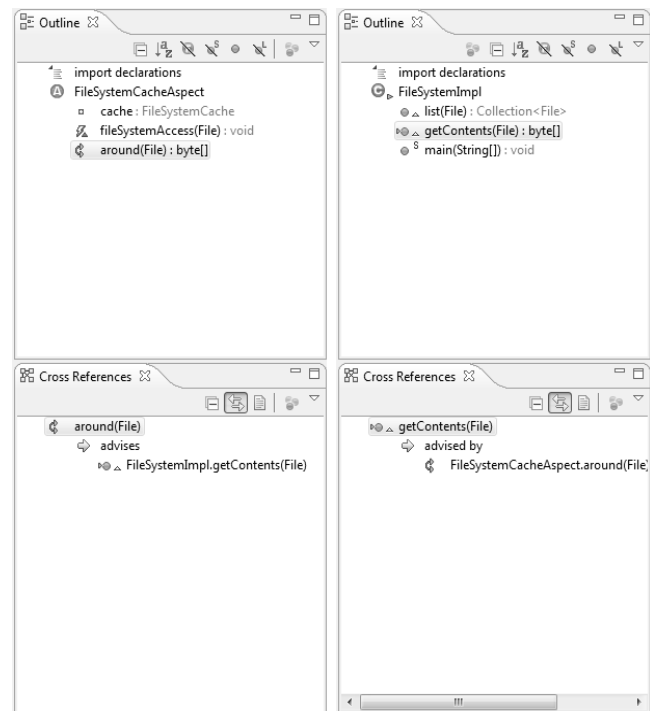 Outline
import declarations
FileSystemCacheAspect
cache : FileSystemCache
fileSystemAccess(File) : void
around(File) : byte[]
Outline
import declarations
FileSystemImpl
list(File) : Collection<File>
getContents(File) : byte[]
main(String[]) : void
Cross References
around(File)
advises
FileSystemImpl.getContents(File)
Cross References
getContents(File)
advised by
FileSystemCacheAspect.around(File)